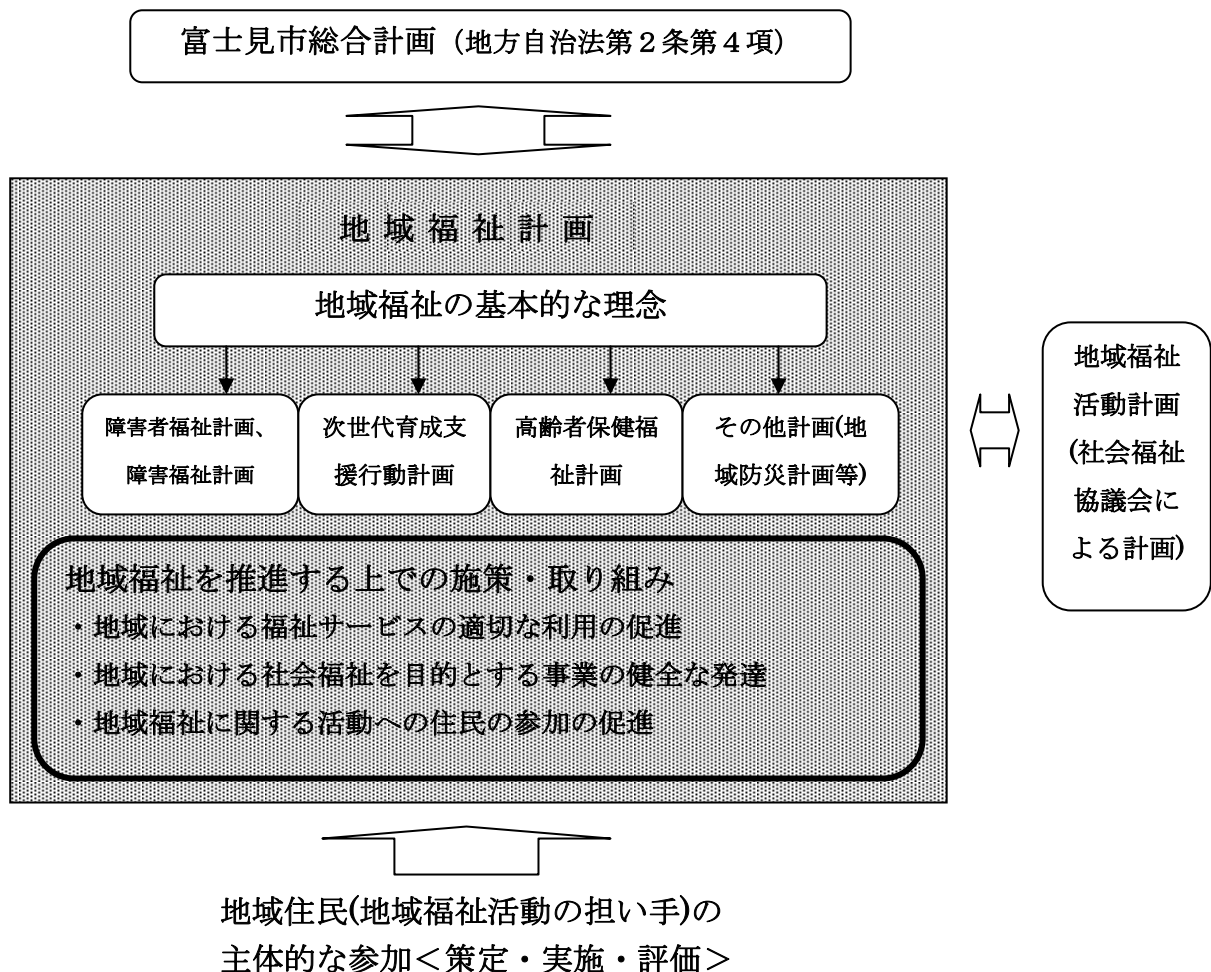 富士見市総合計画（地方自治法第２条第４項）
地域福祉計画
地域福祉の基本的な理念
障害者福祉計画、
障害福祉計画
次世代育成支
援行動計画
高齢者保健福
祉計画
その他計画(地
域防災計画等)
地域福祉を推進する上での施策・取り組み
・地域における福祉サービスの適切な利用の促進
・地域における社会福祉を目的とする事業の健全な発達
・地域福祉に関する活動への住民の参加の促進
地域福祉
活動計画
(社会福祉
協議会に
よる計画)
地域住民(地域福祉活動の担い手)の
主体的な参加＜策定・実施・評価＞